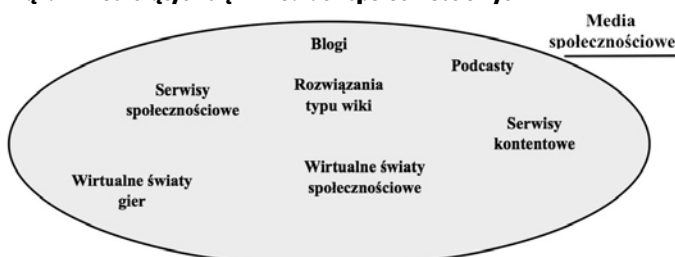 Media
społecznościowe
Blogi
Podcasty
Rozwiązania
typu wiki
Serwisy
społecznościowe
Serwisy
kontentowe
Wirtualne światy
społecznościowe
Wirtualne światy
gier